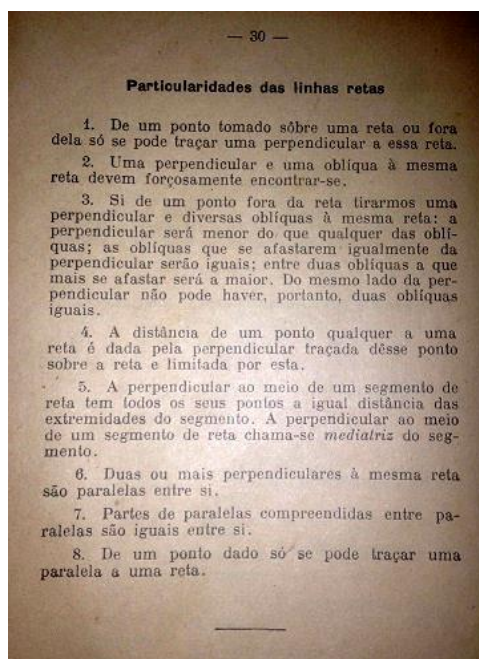 — 30 —
Particularidades das linhas retas
1. De um ponto tomado sôbre uma reta ou fora
dela só se pode traçar uma perpendicular a essa reta.
2. Uma perpendicular e uma oblíqua à mesma
reta devem forçosamente encontrar-se.
3. Si de um ponto fora da reta tirarmos uma
perpendicular e diversas oblíquas à mesma reta: a
perpendicular será menor do que qualquer das oblí-
quas; as oblíquas que se afastarem igualmente da
perpendicular serão iguais; entre duas oblíquas a que
mais se afastar será a maior. Do mesmo lado da per-
pendicular não pode haver, portanto, duas oblíquas
iguais.
4. A distância de um ponto qualquer a uma
reta é dada pela perpendicular traçada dêsse ponto
sobre a reta e limitada por esta.
5. A perpendicular ao meio de um segmento de
reta tem todos os seus pontos a igual distância das
extremidades do segmento. A perpendicular ao meio
de um segmento de reta chama-se mediatriz do seg-
mento.
6. Duas ou mais perpendiculares à mesma reta
são paralelas entre si.
7. Partes de paralelas compreendidas entre pa-
ralelas são iguais entre si.
8. De um ponto dado só se pode traçar uma
paralela a uma reta.